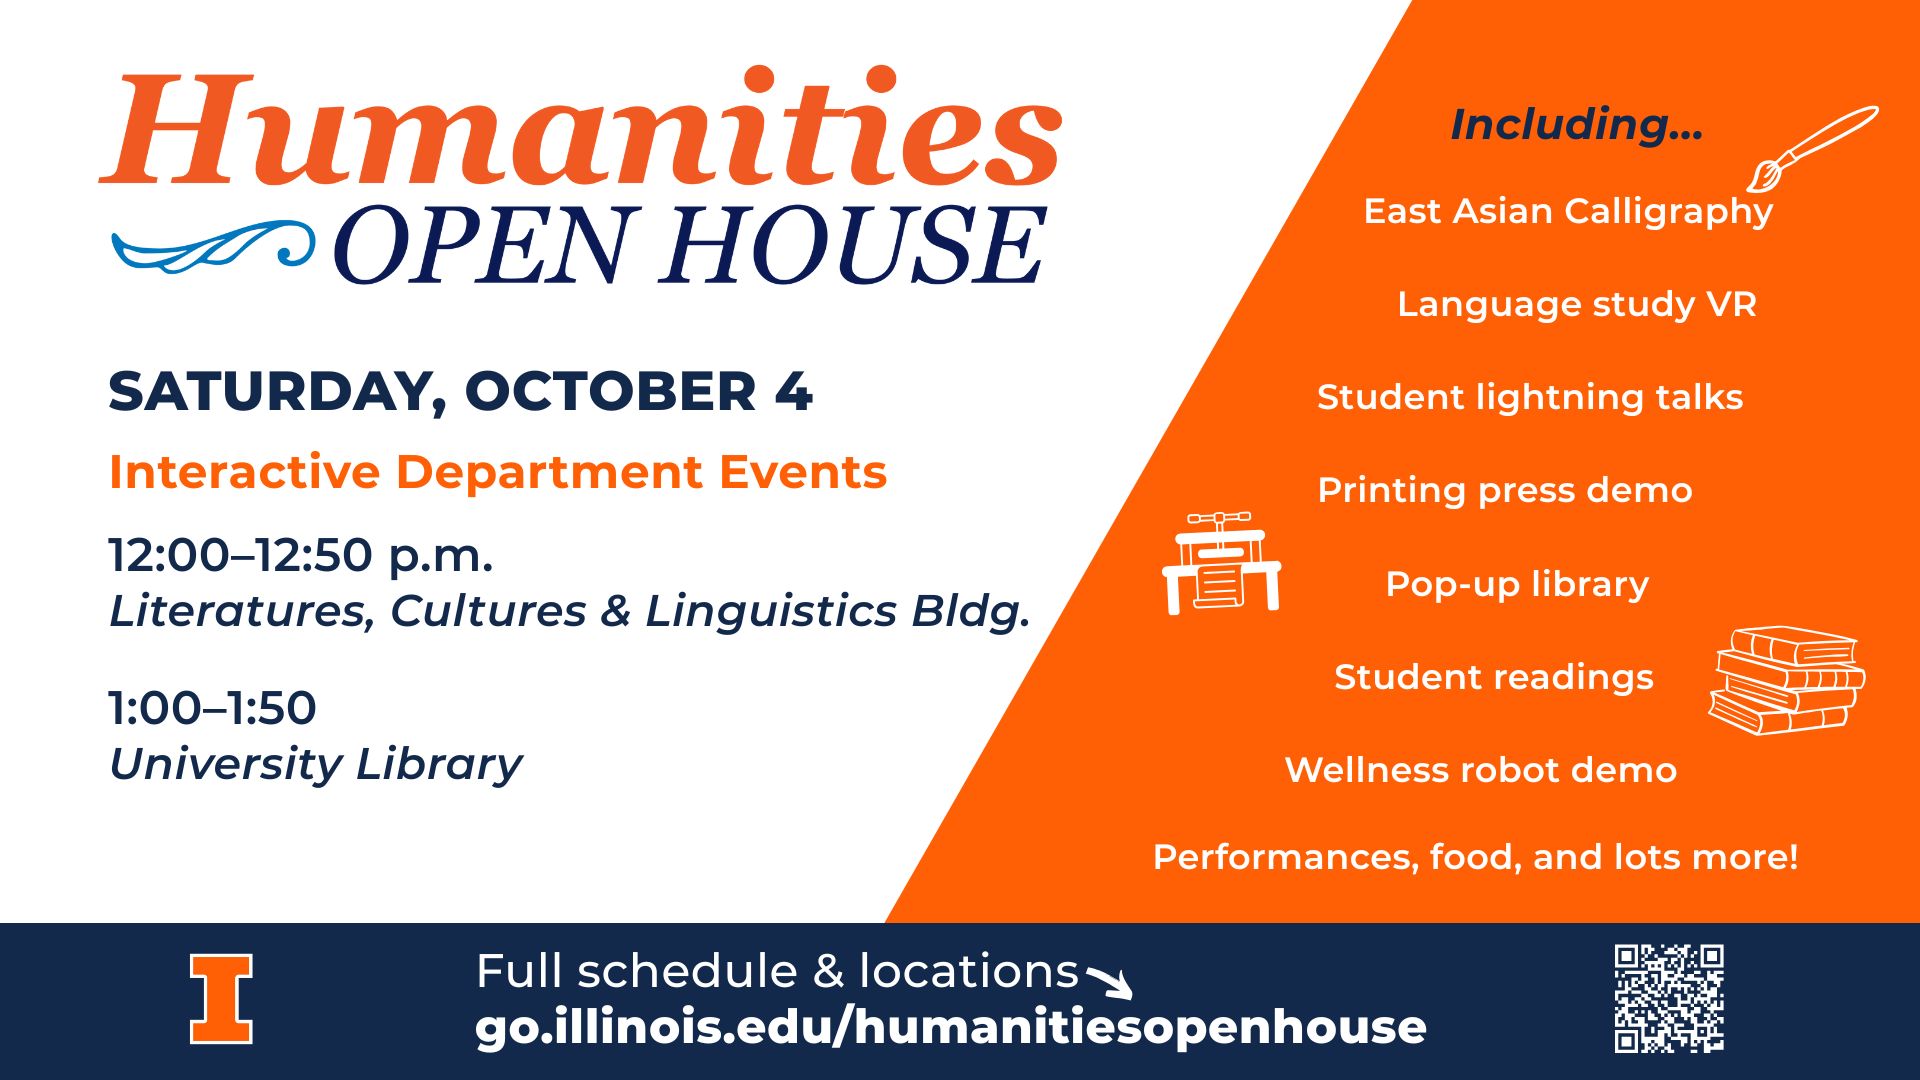 Humanities
OPEN HOUSE
SATURDAY, OCTOBER 4
Interactive Department Events
12:00–12:50 p.m.
Literatures, Cultures & Linguistics Bldg.
1:00–1:50
University Library
Including...
East Asian Calligraphy
Language study VR
Student lightning talks
Printing press demo
Pop-up library
Student readings
Wellness robot demo
Performances, food, and lots more!
I
Full schedule & locations
go.illinois.edu/humanitiesopenhouse